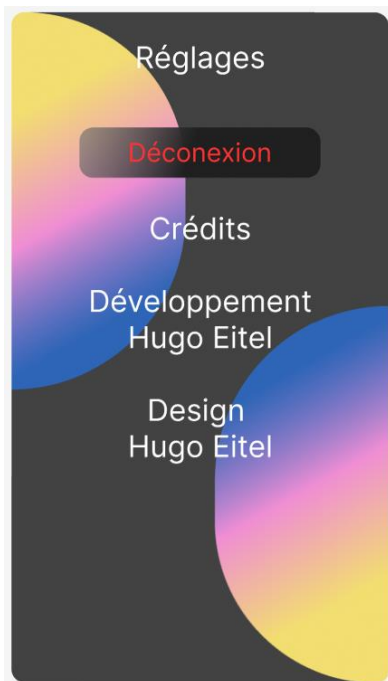 Réglages
Déconexion
Crédits
Développement
Hugo Eitel
Design
Hugo Eitel